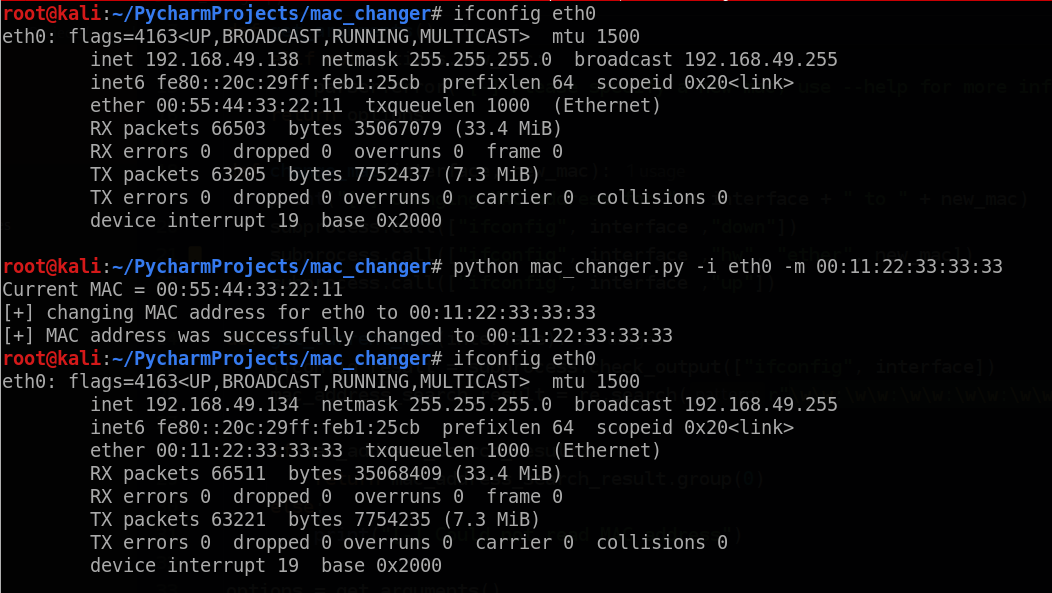 root@kali:~/PycharmProjects/mac_changer# ifconfig eth0
eth0: flags=4163<UP,BROADCAST,RUNNING,MULTICAST>  mtu 1500
        inet 192.168.49.138  netmask 255.255.255.0  broadcast 192.168.49.255
        inet6 fe80::20c:29ff:feb1:25cb  prefixlen 64  scopeid 0x20<link>
        ether 00:55:44:33:22:11  txqueuelen 1000  (Ethernet)
        RX packets 66503  bytes 35067079 (33.4 MiB)
        RX errors 0  dropped 0  overruns 0  frame 0
        TX packets 63205  bytes 7752437 (7.3 MiB)
        TX errors 0  dropped 0 overruns 0  carrier 0  collisions 0
        device interrupt 19  base 0x2000

root@kali:~/PycharmProjects/mac_changer# python mac_changer.py -i eth0 -m 00:11:22:33:33:33
Current MAC = 00:55:44:33:22:11
[+] changing MAC address for eth0 to 00:11:22:33:33:33
[+] MAC address was successfully changed to 00:11:22:33:33:33
root@kali:~/PycharmProjects/mac_changer# ifconfig eth0
eth0: flags=4163<UP,BROADCAST,RUNNING,MULTICAST>  mtu 1500
        inet 192.168.49.134  netmask 255.255.255.0  broadcast 192.168.49.255
        inet6 fe80::20c:29ff:feb1:25cb  prefixlen 64  scopeid 0x20<link>
        ether 00:11:22:33:33:33  txqueuelen 1000  (Ethernet)
        RX packets 66511  bytes 35068409 (33.4 MiB)
        RX errors 0  dropped 0  overruns 0  frame 0
        TX packets 63221  bytes 7754235 (7.3 MiB)
        TX errors 0  dropped 0 overruns 0  carrier 0  collisions 0
        device interrupt 19  base 0x2000